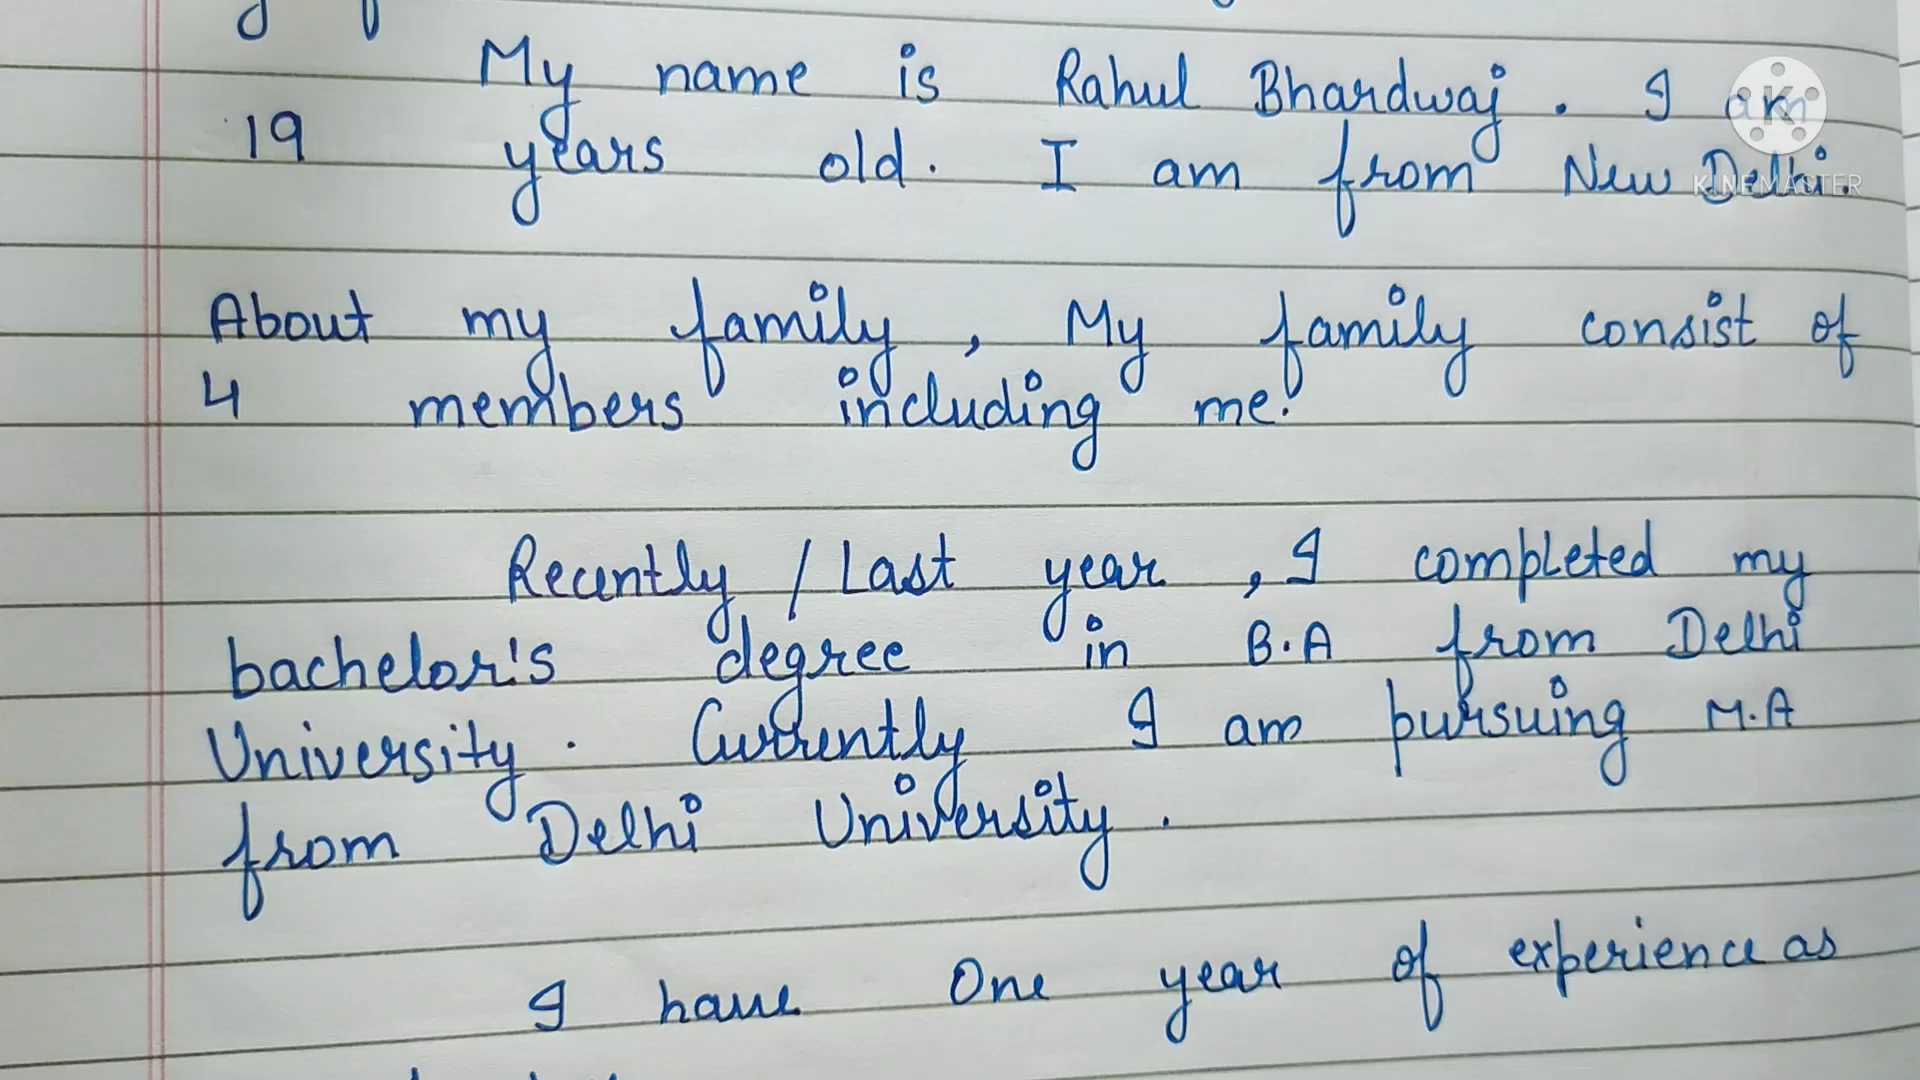 My name is Rahul Bhardwaj. I am
19 years old. I am from New Delhi.
About my family, My family consist of
4 members including me.
Recently / Last year, I completed my
bachelor's degree in B.A from Delhi
University. Currently I am pursuing M.A
from Delhi University.
I have One year of experience as
K
KINEMASTER